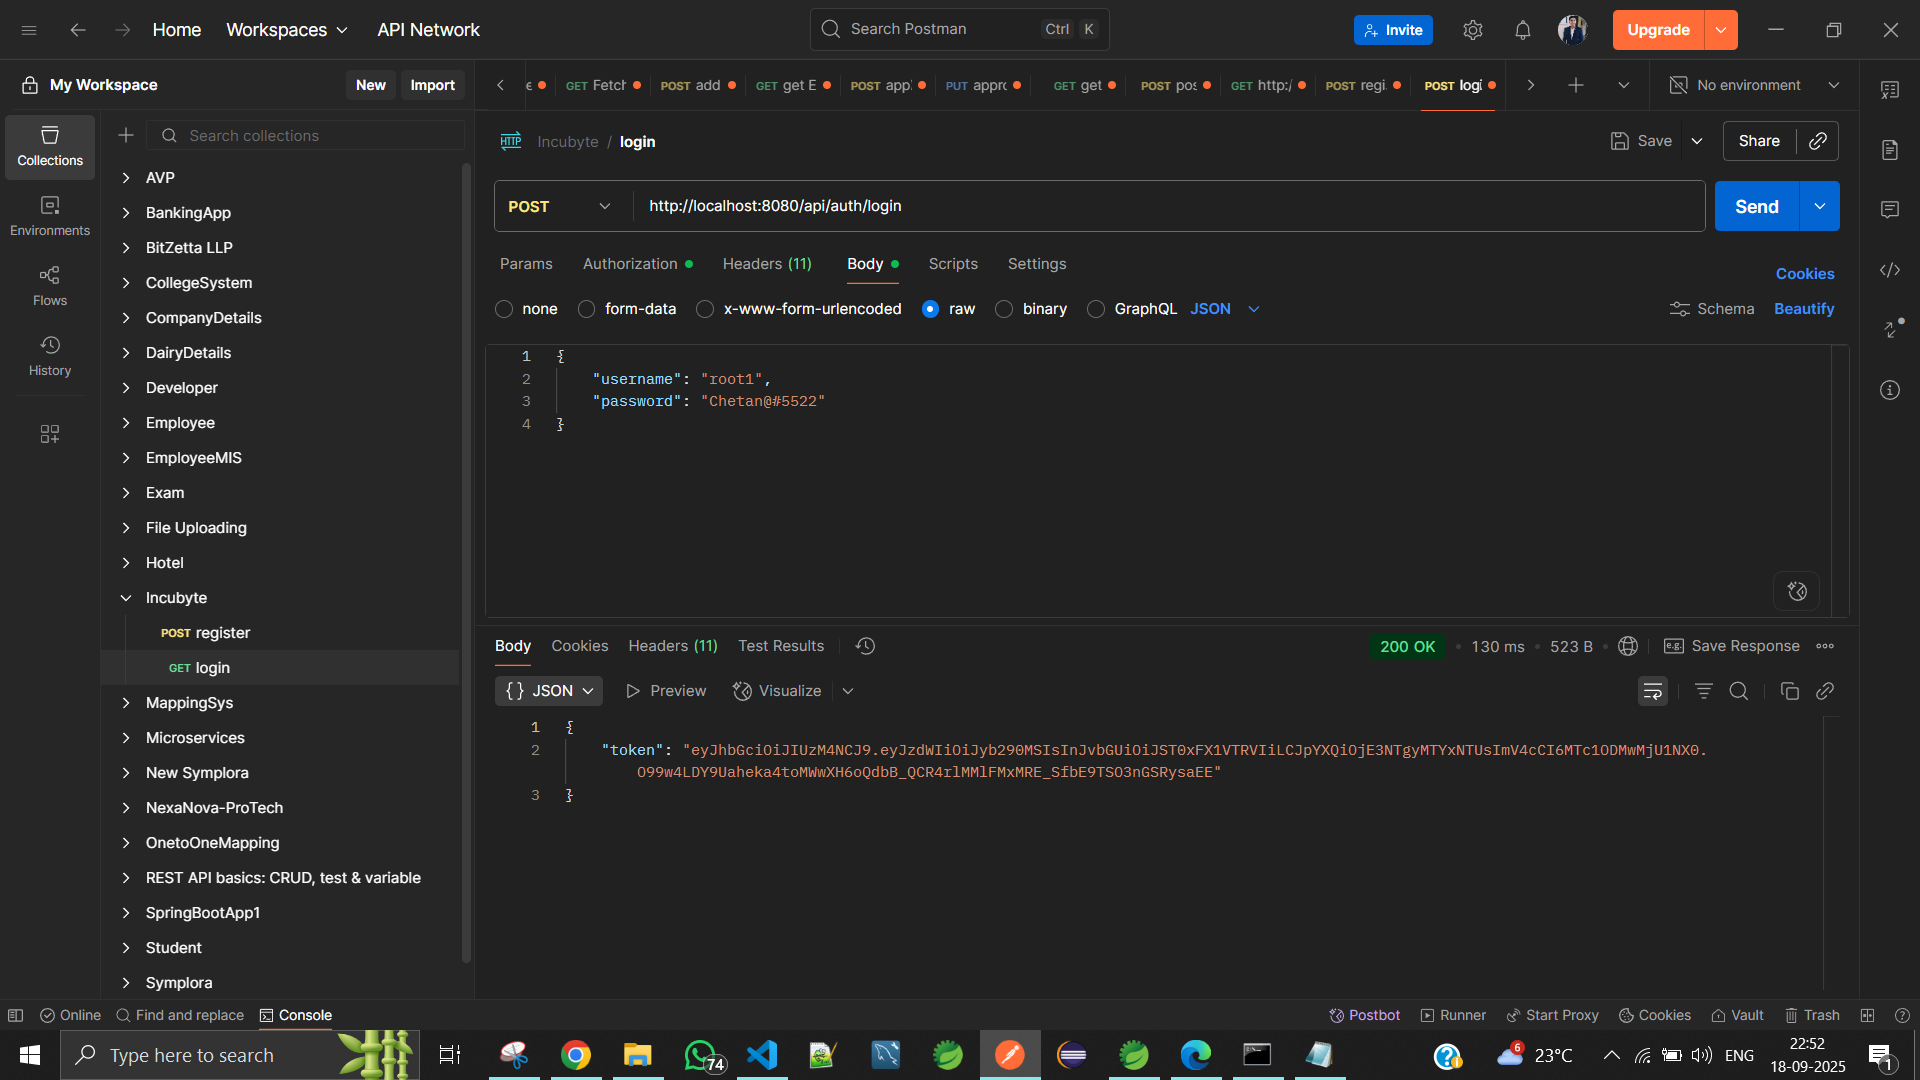 Home Workspaces API Network Search Postman Ctrl K Invite Upgrade
My Workspace New Import
e GET Fetch POST add POST app GET get E PUT appro GET get POST pos GET http:/ POST regi POST logi No environment
Collections
Environments
Flows
History
Search collections
AVP
BankingApp
BitZetta LLP
CollegeSystem
CompanyDetails
DairyDetails
Developer
Employee
EmployeeMIS
Exam
File Uploading
Hotel
Incubyte
POST register
GET login
MappingSys
Microservices
New Symplora
NexaNova-ProTech
OnetoOneMapping
REST API basics: CRUD, test & variable
SpringBootApp1
Student
Symplora
HTTP Incubyte / login Save Share
POST http://localhost:8080/api/auth/login Send
Params Authorization Headers (11) Body Scripts Settings Cookies
none form-data x-www-form-urlencoded raw binary GraphQL JSON Schema Beautify
1 {
2 "username": "root1",
3 "password": "Chetan@#5522"
4 }
Body Cookies Headers (11) Test Results 200 OK • 130 ms • 523 B • e.g. Save Response
{} JSON Preview Visualize
1 {
2 "token": "eyJhbGciOiJIUzM4NCJ9.eyJzdWIiOiJyb290MSIsInJvbGUiOiJST0xFX1VTRVIiLCJpYXQiOjE3NTgyMTYxNTUsImV4cCI6MTc1ODMwMjU1NX0.
O99w4LDY9Uaheka4toMWwXH6oQdbB_QCR4rlMMlFMxMRE_SfbE9TSO3nGSRysaEE"
3 }
Online Find and replace Console Postbot Runner Start Proxy Cookies Vault Trash
Type here to search 74 6 23°C ENG 22:52
18-09-2025 1